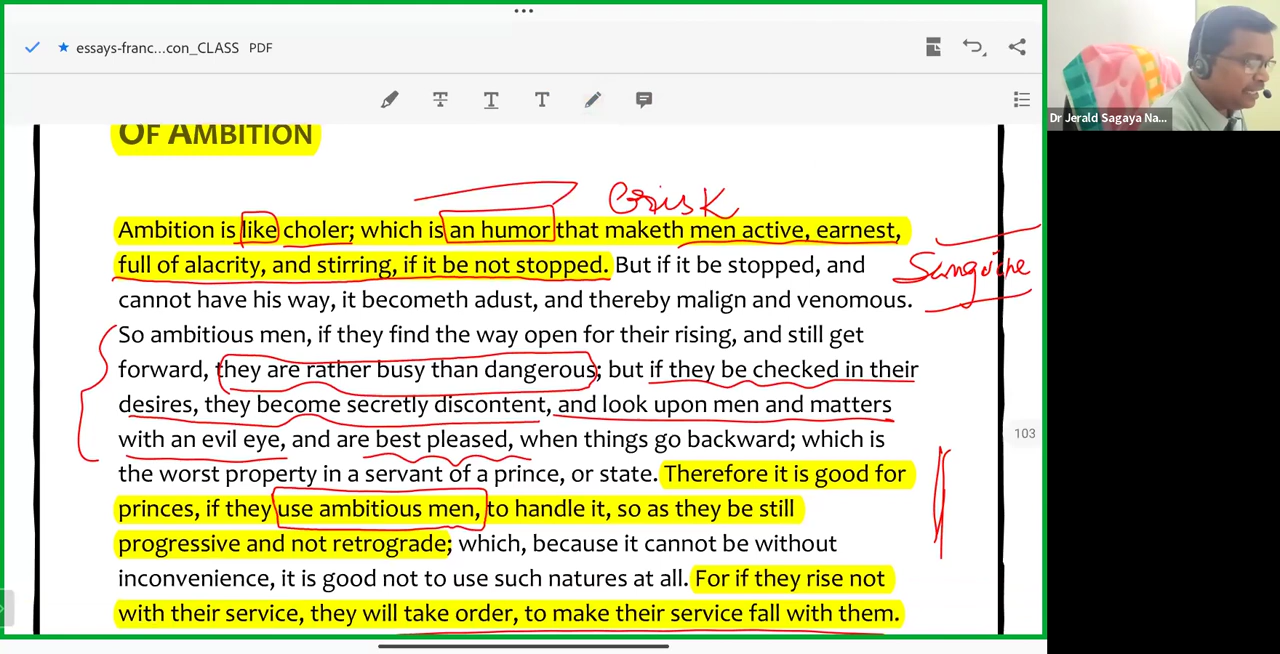 essays-franc...con_CLASS PDF
Dr Jerald Sagaya Na...
OF AMBITION
Brisk
Ambition is like choler; which is an humor that maketh men active, earnest,
full of alacrity, and stirring, if it be not stopped. But if it be stopped, and
Sanguine
cannot have his way, it becometh adust, and thereby malign and venomous.
So ambitious men, if they find the way open for their rising, and still get
forward, they are rather busy than dangerous; but if they be checked in their
desires, they become secretly discontent, and look upon men and matters
with an evil eye, and are best pleased, when things go backward; which is
103
the worst property in a servant of a prince, or state. Therefore it is good for
princes, if they use ambitious men, to handle it, so as they be still
progressive and not retrograde; which, because it cannot be without
inconvenience, it is good not to use such natures at all. For if they rise not
with their service, they will take order, to make their service fall with them.